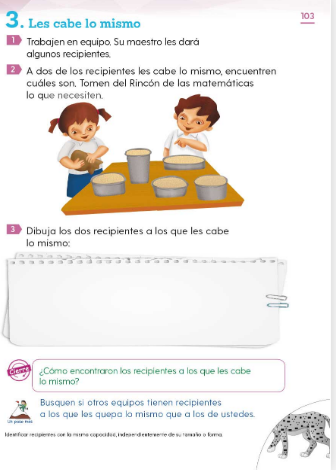 103
3. Les cabe lo mismo
1 Trabajen en equipo. Su maestro les dará
algunos recipientes.
2 A dos de los recipientes les cabe lo mismo, encuentren
cuáles son. Tomen del Rincón de las matemáticas
lo que necesiten.
3 Dibuja los dos recipientes a los que les cabe
lo mismo:
Cierre
¿Cómo encontraron los recipientes a los que les cabe
lo mismo?
Un paso más
Busquen si otros equipos tienen recipientes
a los que les quepa lo mismo que a los de ustedes.
Identificar recipientes con la misma capacidad, independientemente de su tamaño o forma.